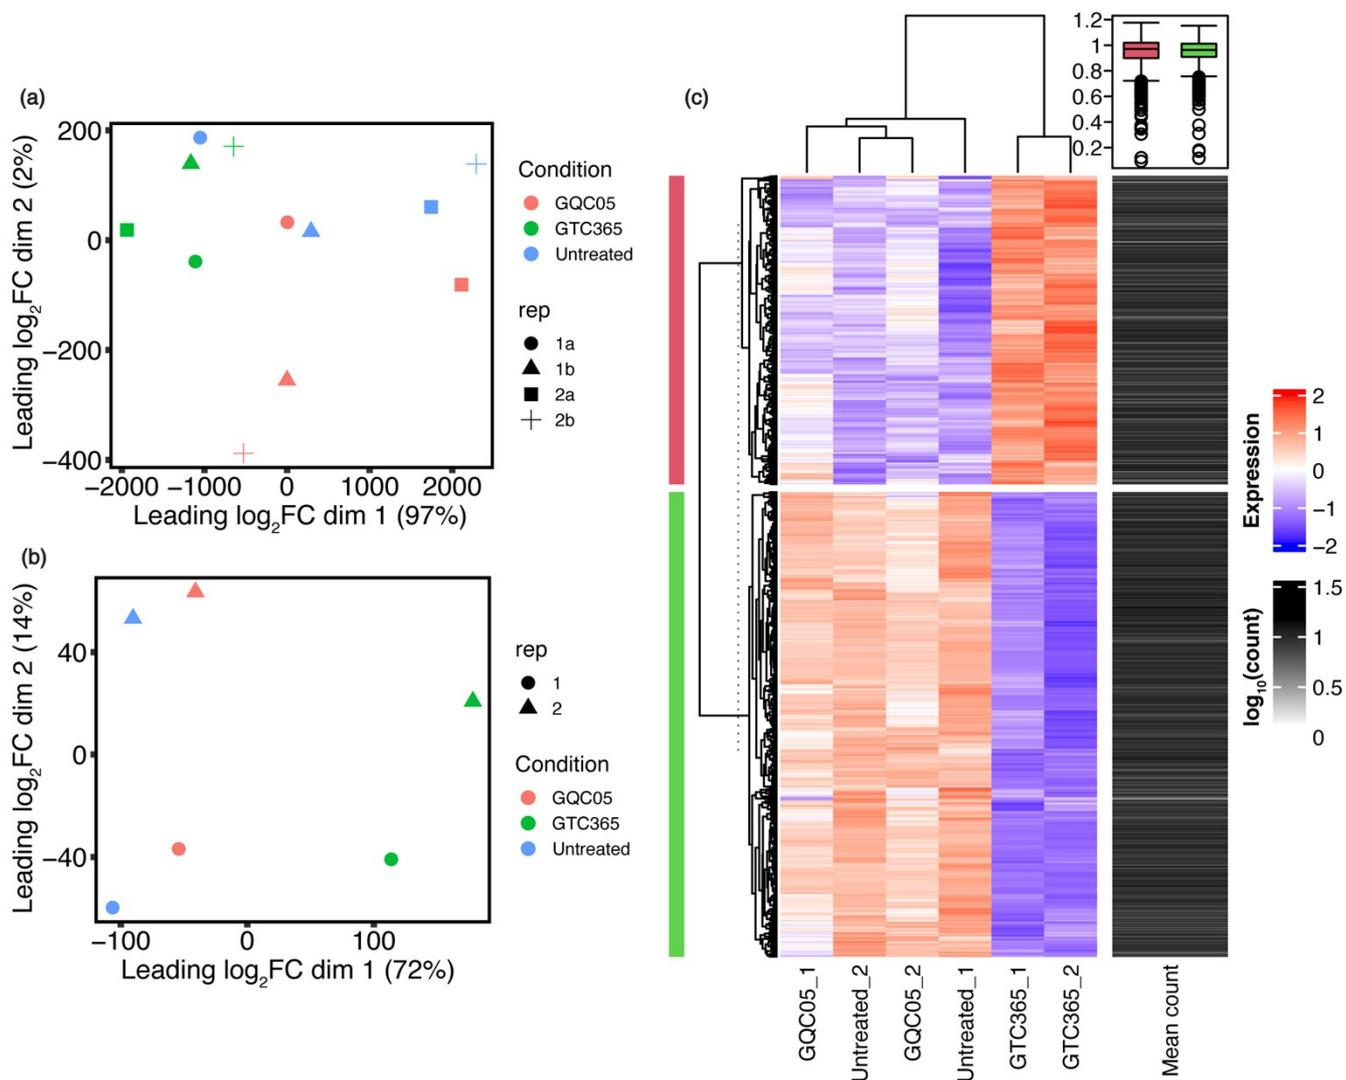 (a)
200
0
−200
−400
Leading log2FC dim 2 (2%)
−2000 −1000 0 1000 2000
Leading log2FC dim 1 (97%)
Condition
GQC05
GTC365
Untreated
rep
1a
1b
2a
2b
(b)
40
0
−40
Leading log2FC dim 2 (14%)
−100 0 100
Leading log2FC dim 1 (72%)
rep
1
2
Condition
GQC05
GTC365
Untreated
(c)
1.2
1
0.8
0.6
0.4
0.2
GQC05_1
Untreated_2
GQC05_2
Untreated_1
GTC365_1
GTC365_2
Mean count
Expression
2
1
0
−1
−2
log10(count)
1.5
1
0.5
0